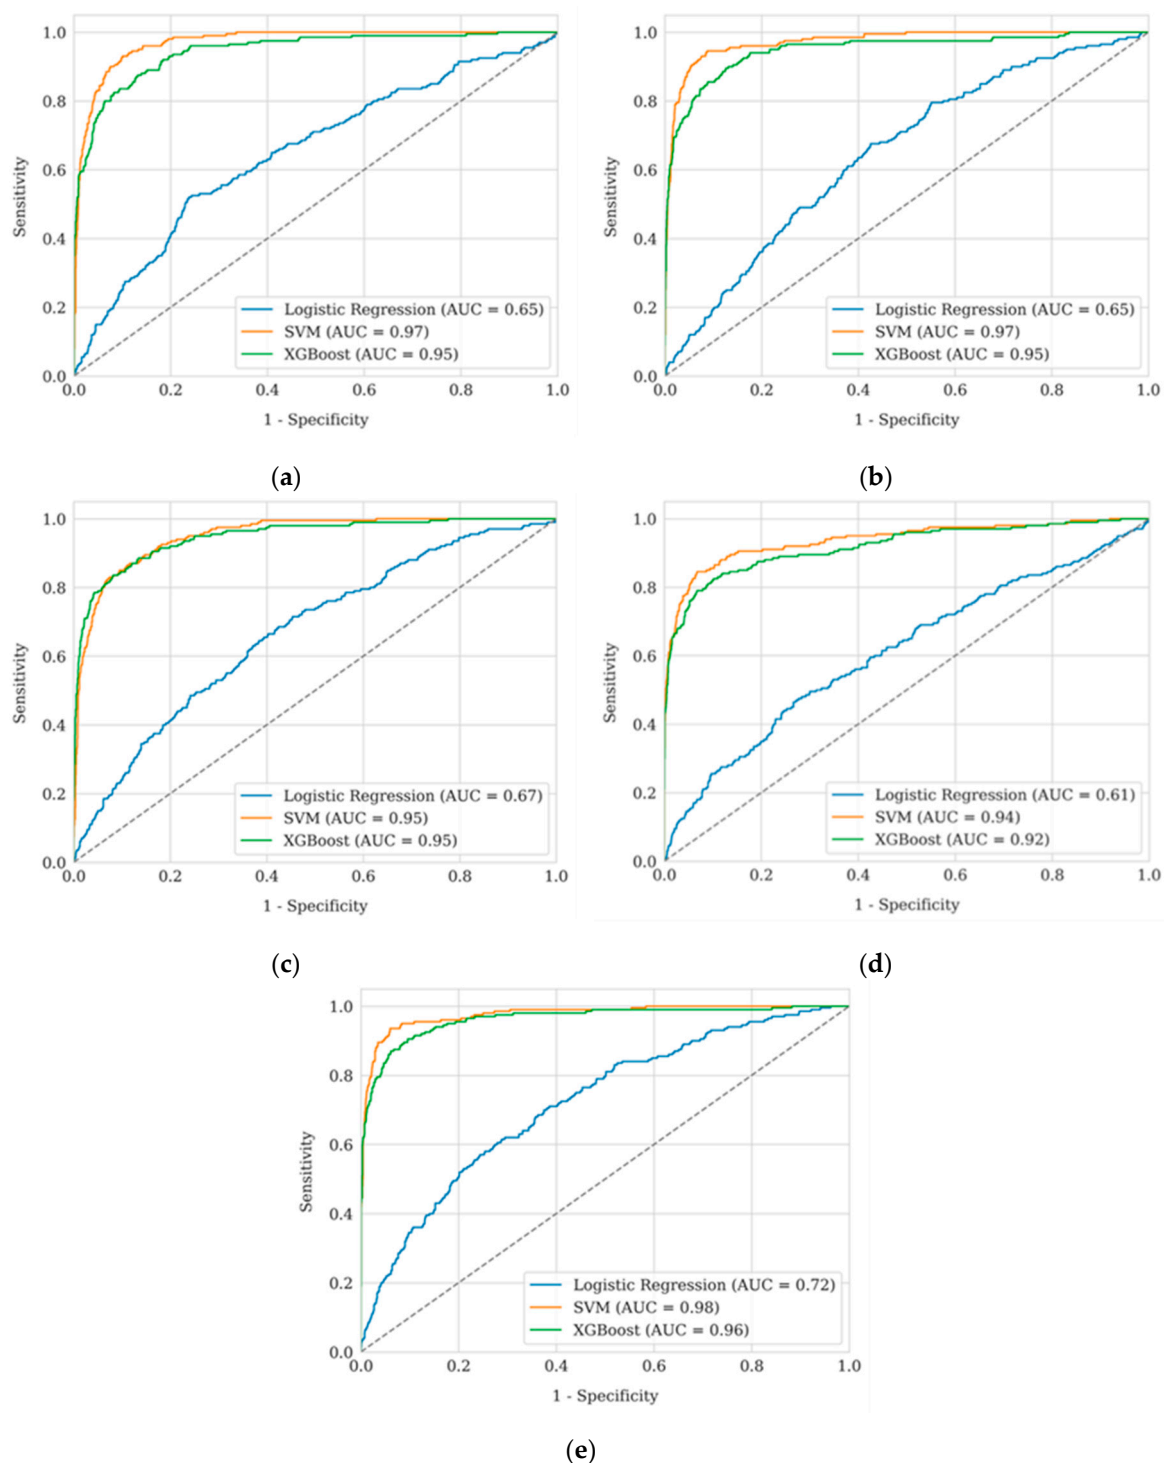 1.0
0.8
0.6
0.4
0.2
0.0
Sensitivity
Logistic Regression (AUC = 0.65)
SVM (AUC = 0.97)
XGBoost (AUC = 0.95)
0.0 0.2 0.4 0.6 0.8 1.0
1 - Specificity
(a)
1.0
0.8
0.6
0.4
0.2
0.0
Sensitivity
Logistic Regression (AUC = 0.65)
SVM (AUC = 0.97)
XGBoost (AUC = 0.95)
0.0 0.2 0.4 0.6 0.8 1.0
1 - Specificity
(b)
1.0
0.8
0.6
0.4
0.2
0.0
Sensitivity
Logistic Regression (AUC = 0.67)
SVM (AUC = 0.95)
XGBoost (AUC = 0.95)
0.0 0.2 0.4 0.6 0.8 1.0
1 - Specificity
(c)
1.0
0.8
0.6
0.4
0.2
0.0
Sensitivity
Logistic Regression (AUC = 0.61)
SVM (AUC = 0.94)
XGBoost (AUC = 0.92)
0.0 0.2 0.4 0.6 0.8 1.0
1 - Specificity
(d)
1.0
0.8
0.6
0.4
0.2
0.0
Sensitivity
Logistic Regression (AUC = 0.72)
SVM (AUC = 0.98)
XGBoost (AUC = 0.96)
0.0 0.2 0.4 0.6 0.8 1.0
1 - Specificity
(e)